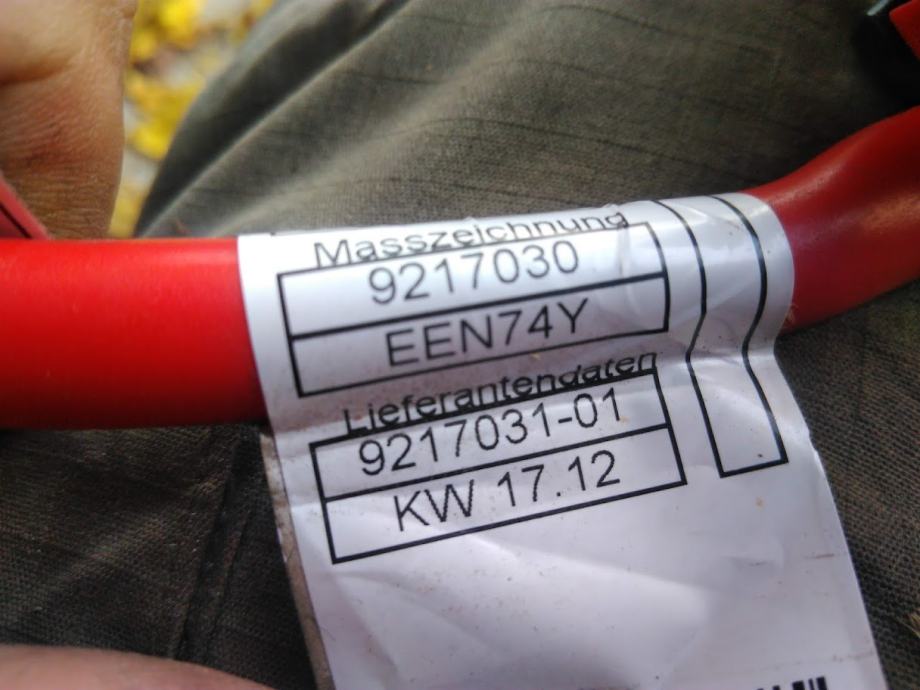 Masszeichnung
9217030
EEN74Y
Lieferantendaten
9217031-01
KW 17.12